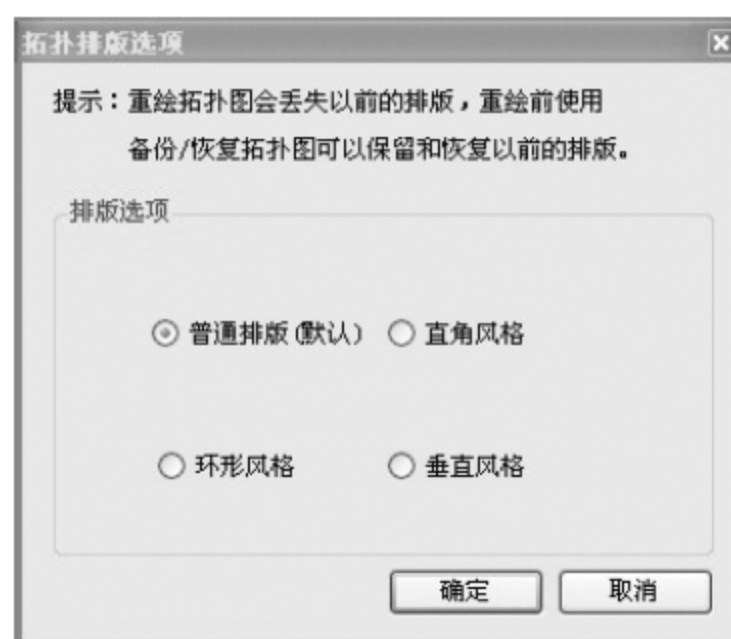 拓扑排版选项
提示：重绘拓扑图会丢失以前的排版，重绘前使用
备份/恢复拓扑图可以保留和恢复以前的排版。
排版选项
普通排版(默认) 直角风格
环形风格 垂直风格
确定 取消